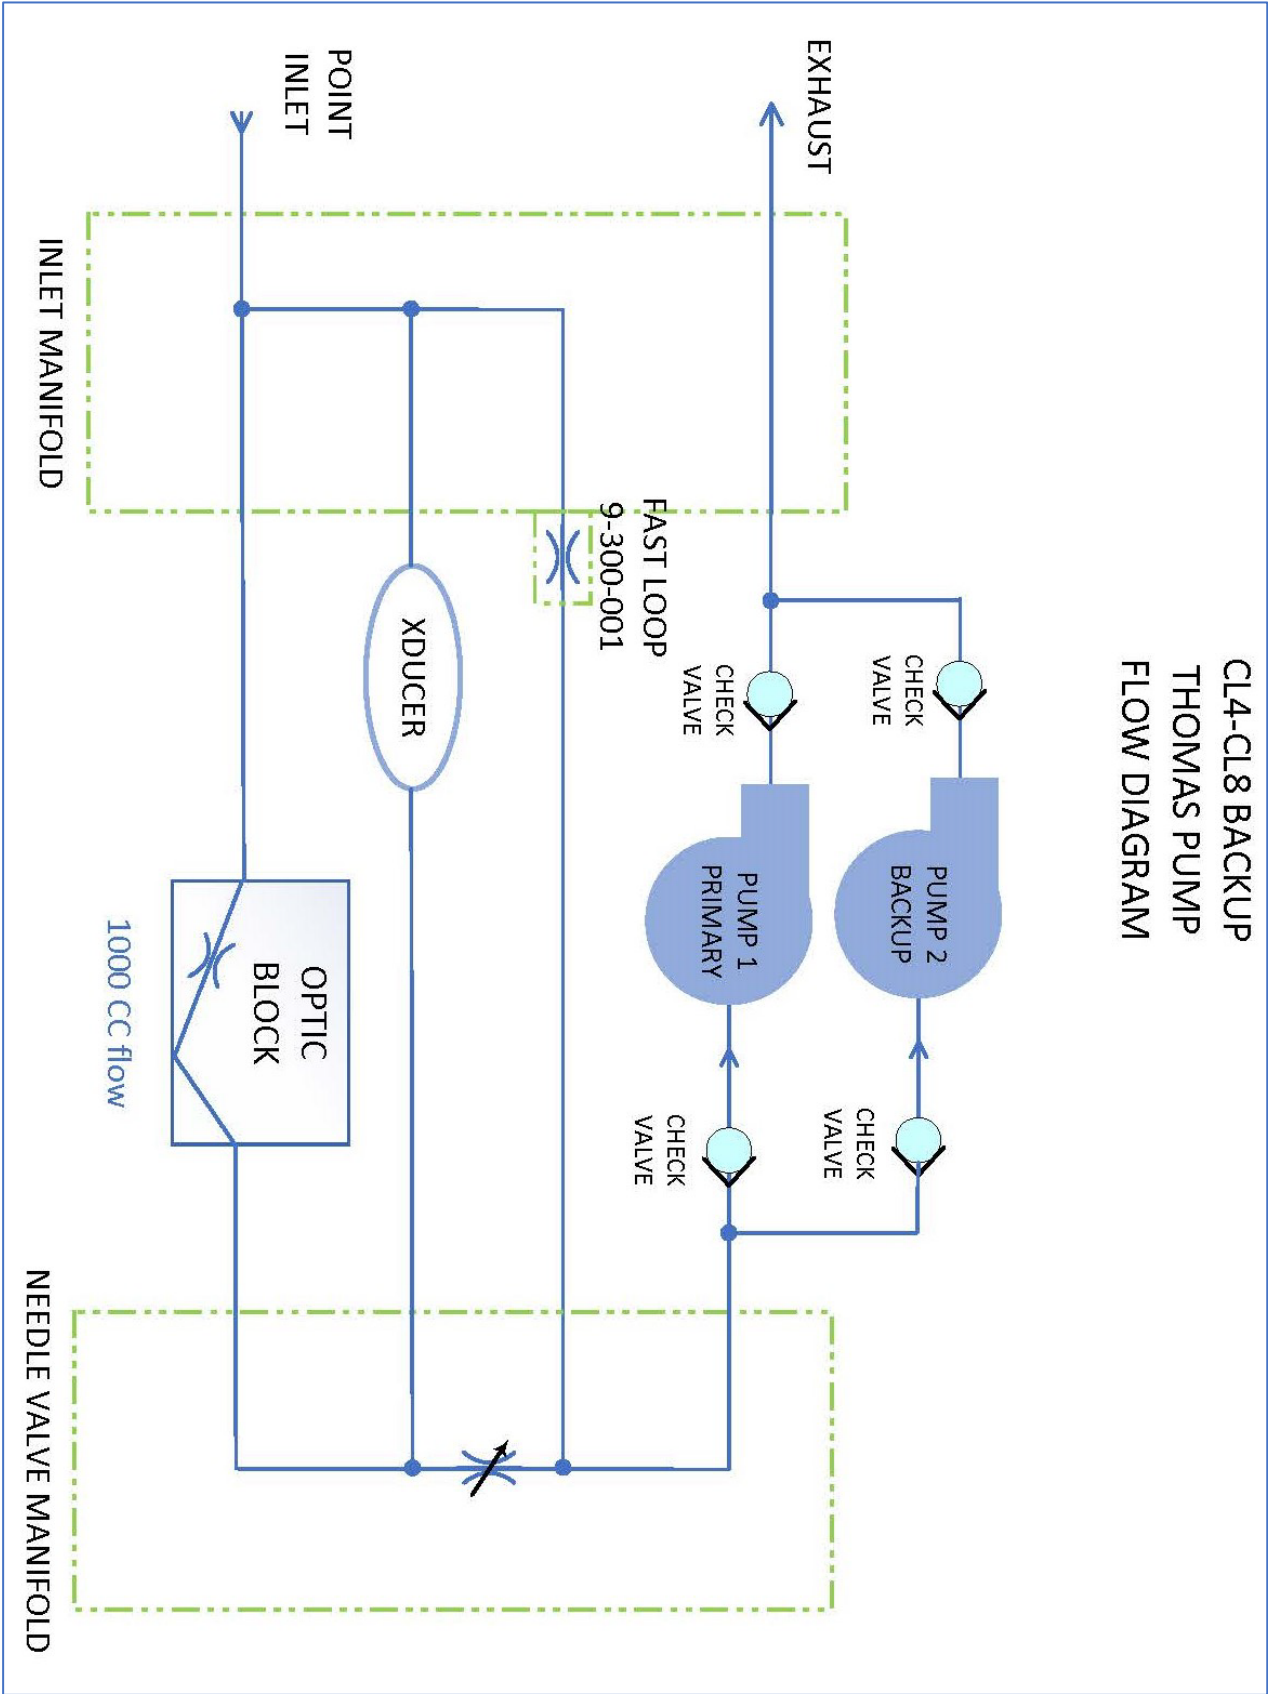 CL4-CL8 BACKUP
THOMAS PUMP
FLOW DIAGRAM
EXHAUST
CHECK
VALVE
PUMP 2
BACKUP
CHECK
VALVE
CHECK
VALVE
PUMP 1
PRIMARY
CHECK
VALVE
FAST LOOP
9-300-001
POINT
INLET
XDUCER
OPTIC
BLOCK
1000 CC flow
INLET MANIFOLD
NEEDLE VALVE MANIFOLD